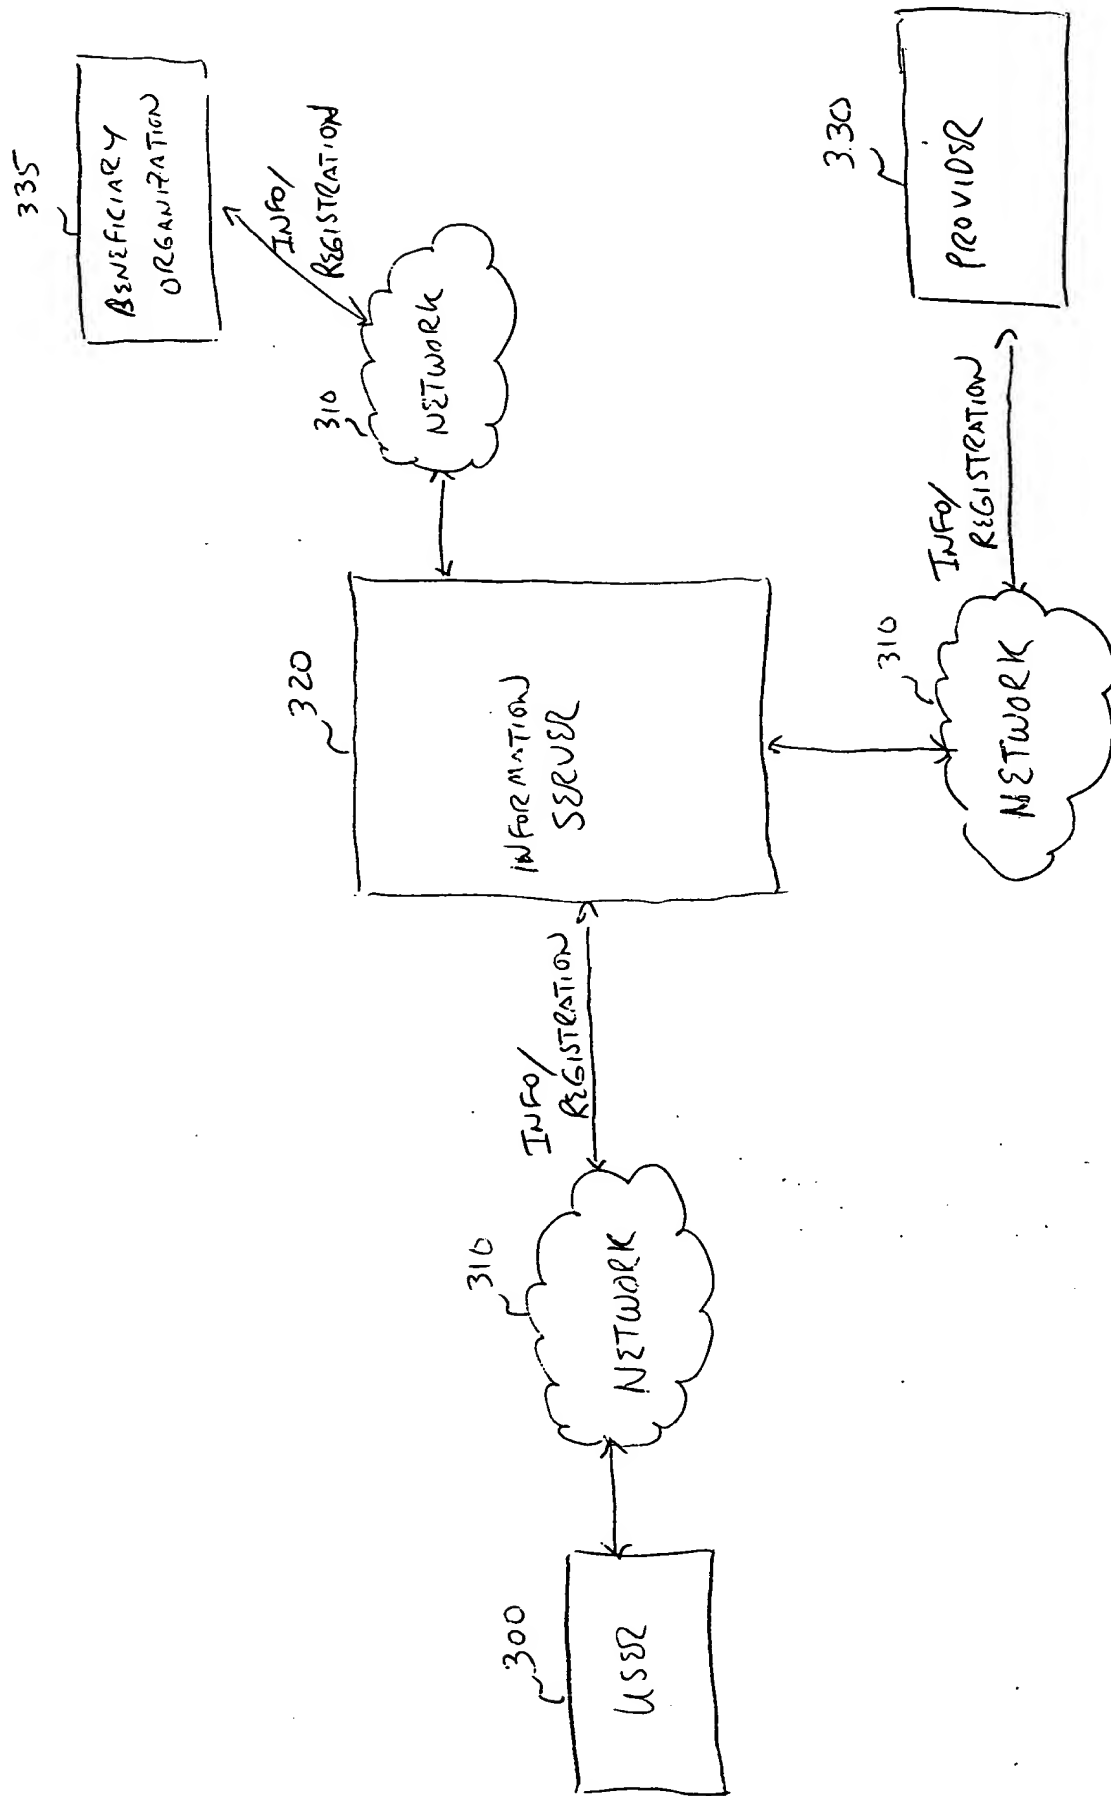 335
BENEFICIARY
ORGANIZATION
INFO/
REGISTRATION
310
NETWORK
320
INFORMATION
SERVER
330
PROVIDER
INFO/
REGISTRATION
310
NETWORK
INFO/
REGISTRATION
310
NETWORK
300
USER